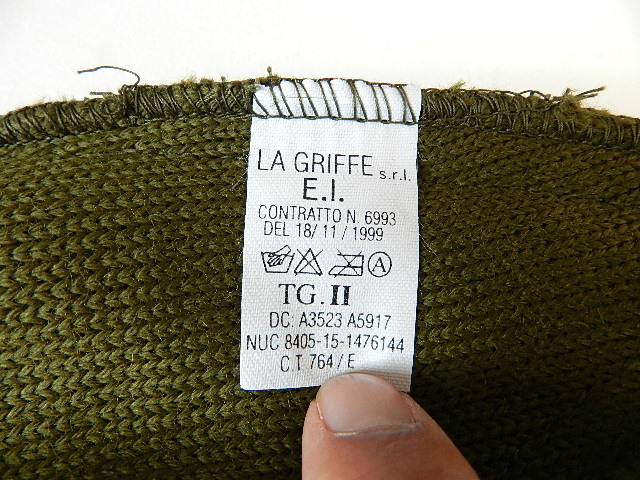 LA GRIFFE s.r.l.
E.I.
CONTRATTO N. 6993
DEL 18/11/1999
A
TG. II
DC: A3523 A5917
NUC 8405-15-1476144
C.T 764/E